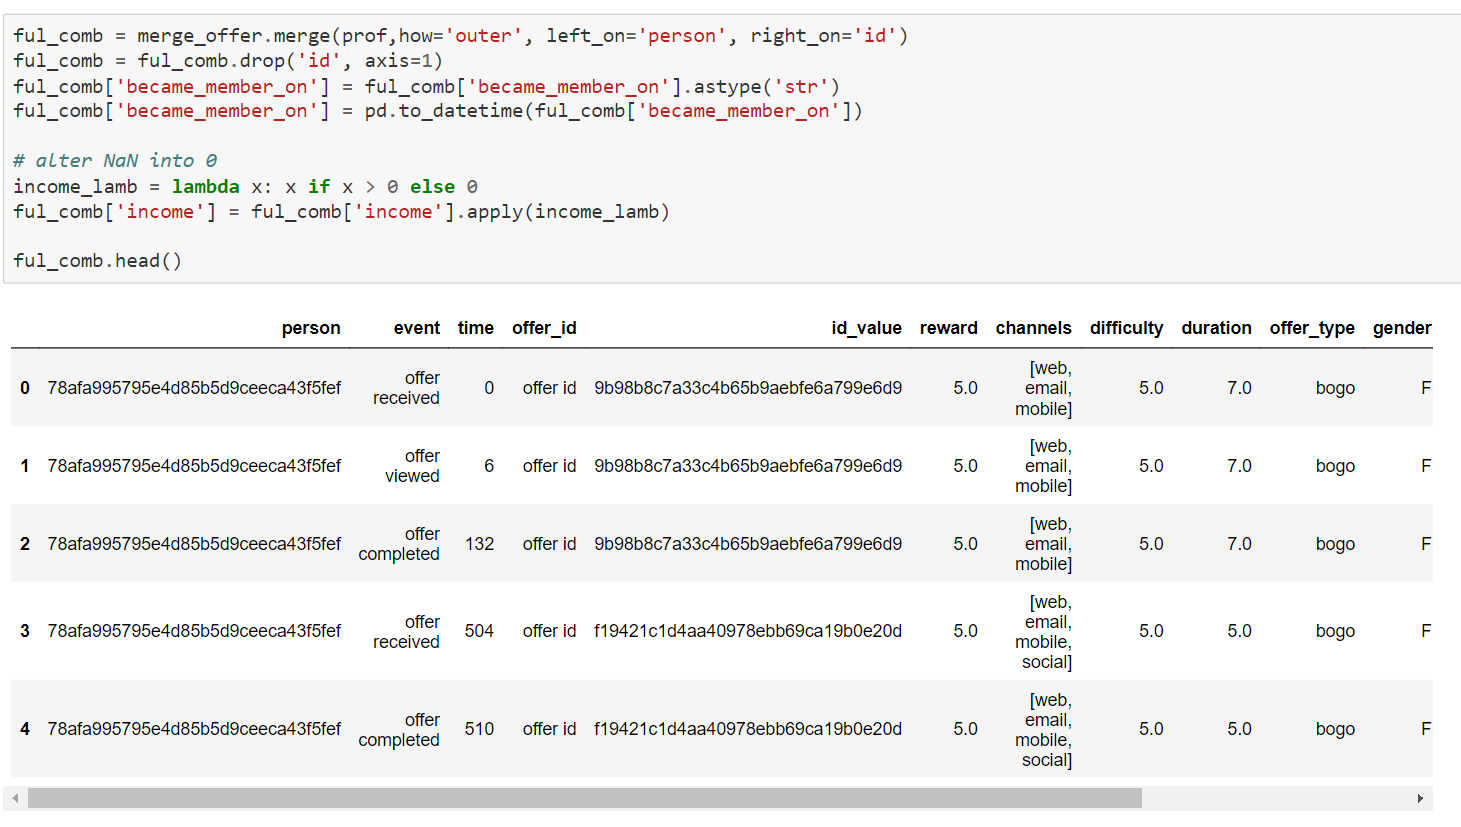 ful_comb = merge_offer.merge(prof,how='outer', left_on='person', right_on='id')
ful_comb = ful_comb.drop('id', axis=1)
ful_comb['became_member_on'] = ful_comb['became_member_on'].astype('str')
ful_comb['became_member_on'] = pd.to_datetime(ful_comb['became_member_on'])
# alter NaN into 0
income_lamb = lambda x: x if x > 0 else 0
ful_comb['income'] = ful_comb['income'].apply(income_lamb)
ful_comb.head()
person event time offer_id id_value reward channels difficulty duration offer_type gender
0 78afa995795e4d85b5d9ceeca43f5fef offer received 0 offer id 9b98b8c7a33c4b65b9aebfe6a799e6d9 5.0 [web, email, mobile] 5.0 7.0 bogo F
1 78afa995795e4d85b5d9ceeca43f5fef offer viewed 6 offer id 9b98b8c7a33c4b65b9aebfe6a799e6d9 5.0 [web, email, mobile] 5.0 7.0 bogo F
2 78afa995795e4d85b5d9ceeca43f5fef offer completed 132 offer id 9b98b8c7a33c4b65b9aebfe6a799e6d9 5.0 [web, email, mobile] 5.0 7.0 bogo F
3 78afa995795e4d85b5d9ceeca43f5fef offer received 504 offer id f19421c1d4aa40978ebb69ca19b0e20d 5.0 [web, email, mobile, social] 5.0 5.0 bogo F
4 78afa995795e4d85b5d9ceeca43f5fef offer completed 510 offer id f19421c1d4aa40978ebb69ca19b0e20d 5.0 [web, email, mobile, social] 5.0 5.0 bogo F